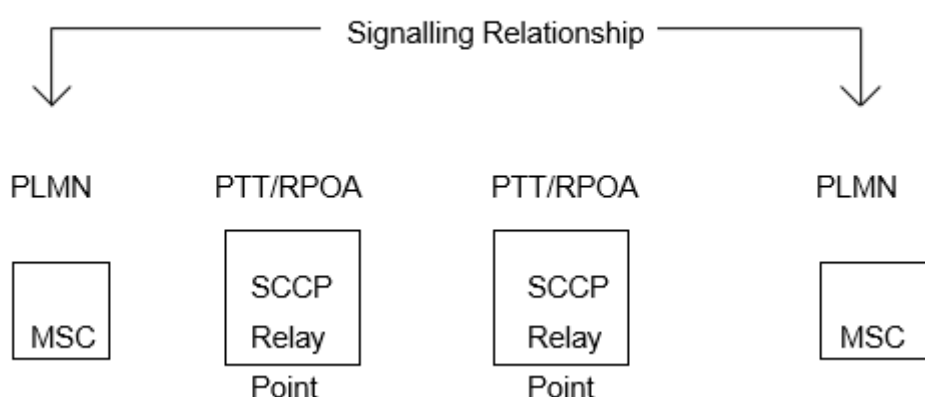 Signalling Relationship
PLMN PTT/RPOA PTT/RPOA PLMN
MSC
SCCP
Relay
Point
SCCP
Relay
Point
MSC